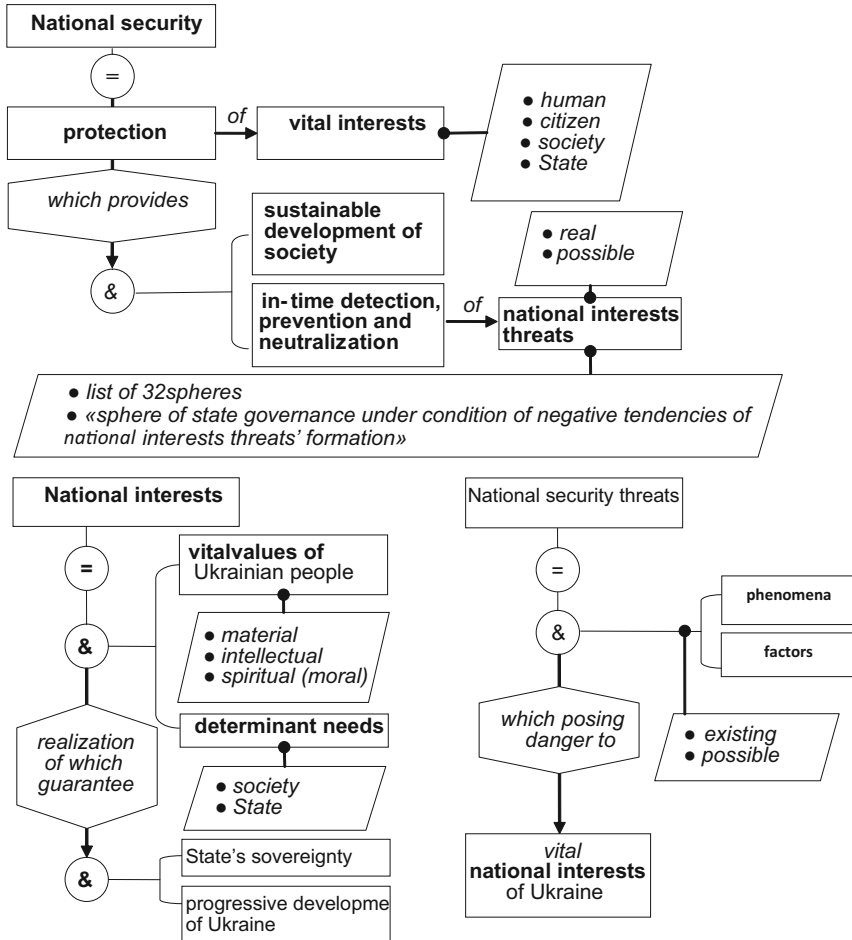 National security
=
protection
of
vital interests
● human
● citizen
● society
● State
which provides
&
sustainable
development of
society
in-time detection,
prevention and
neutralization
of
● real
● possible
national interests
threats
● list of 32spheres
● «sphere of state governance under condition of negative tendencies of
national interests threats’ formation»
National interests
=
&
vitalvalues of
Ukrainian people
● material
● intellectual
● spiritual (moral)
determinant needs
● society
● State
realization
of which
guarantee
&
State’s sovereignty
progressive developme
of Ukraine
National security threats
=
&
phenomena
factors
● existing
● possible
which posing
danger to
vital
national interests
of Ukraine